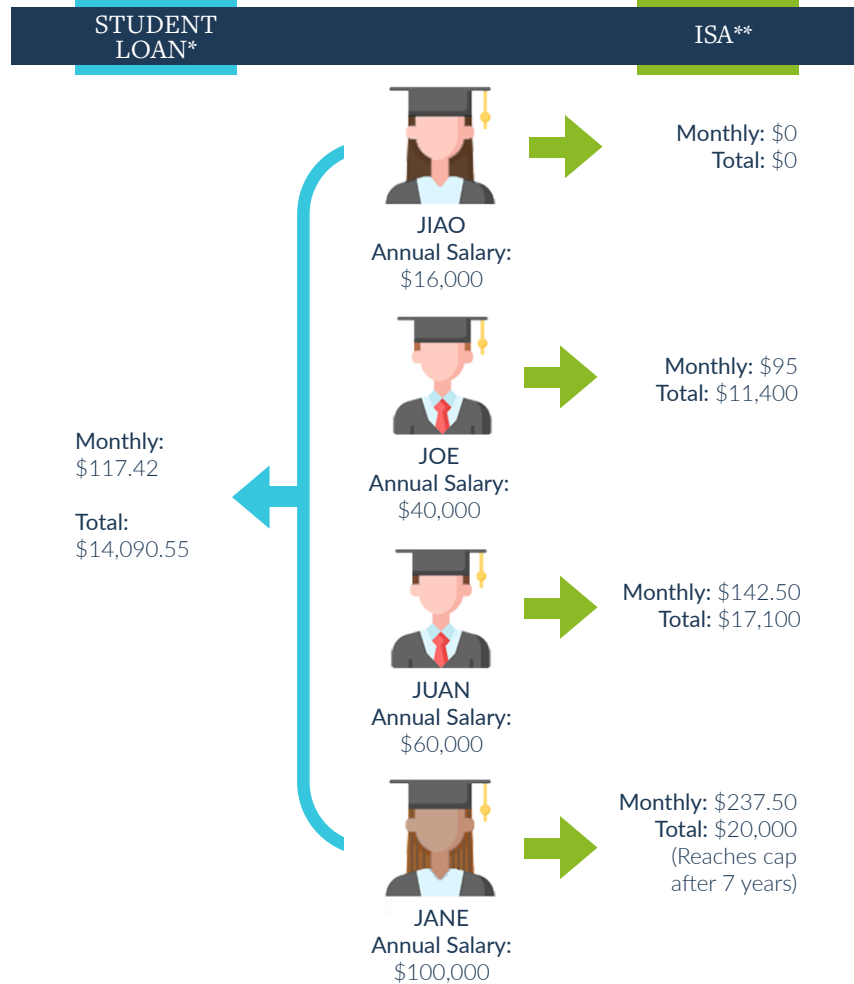 STUDENT
LOAN*
ISA**
Monthly: $0
Total: $0
JIAO
Annual Salary:
$16,000
Monthly: $95
Total: $11,400
JOE
Annual Salary:
$40,000
Monthly:
$117.42
Total:
$14,090.55
Monthly: $142.50
Total: $17,100
JUAN
Annual Salary:
$60,000
Monthly: $237.50
Total: $20,000
(Reaches cap
after 7 years)
JANE
Annual Salary:
$100,000